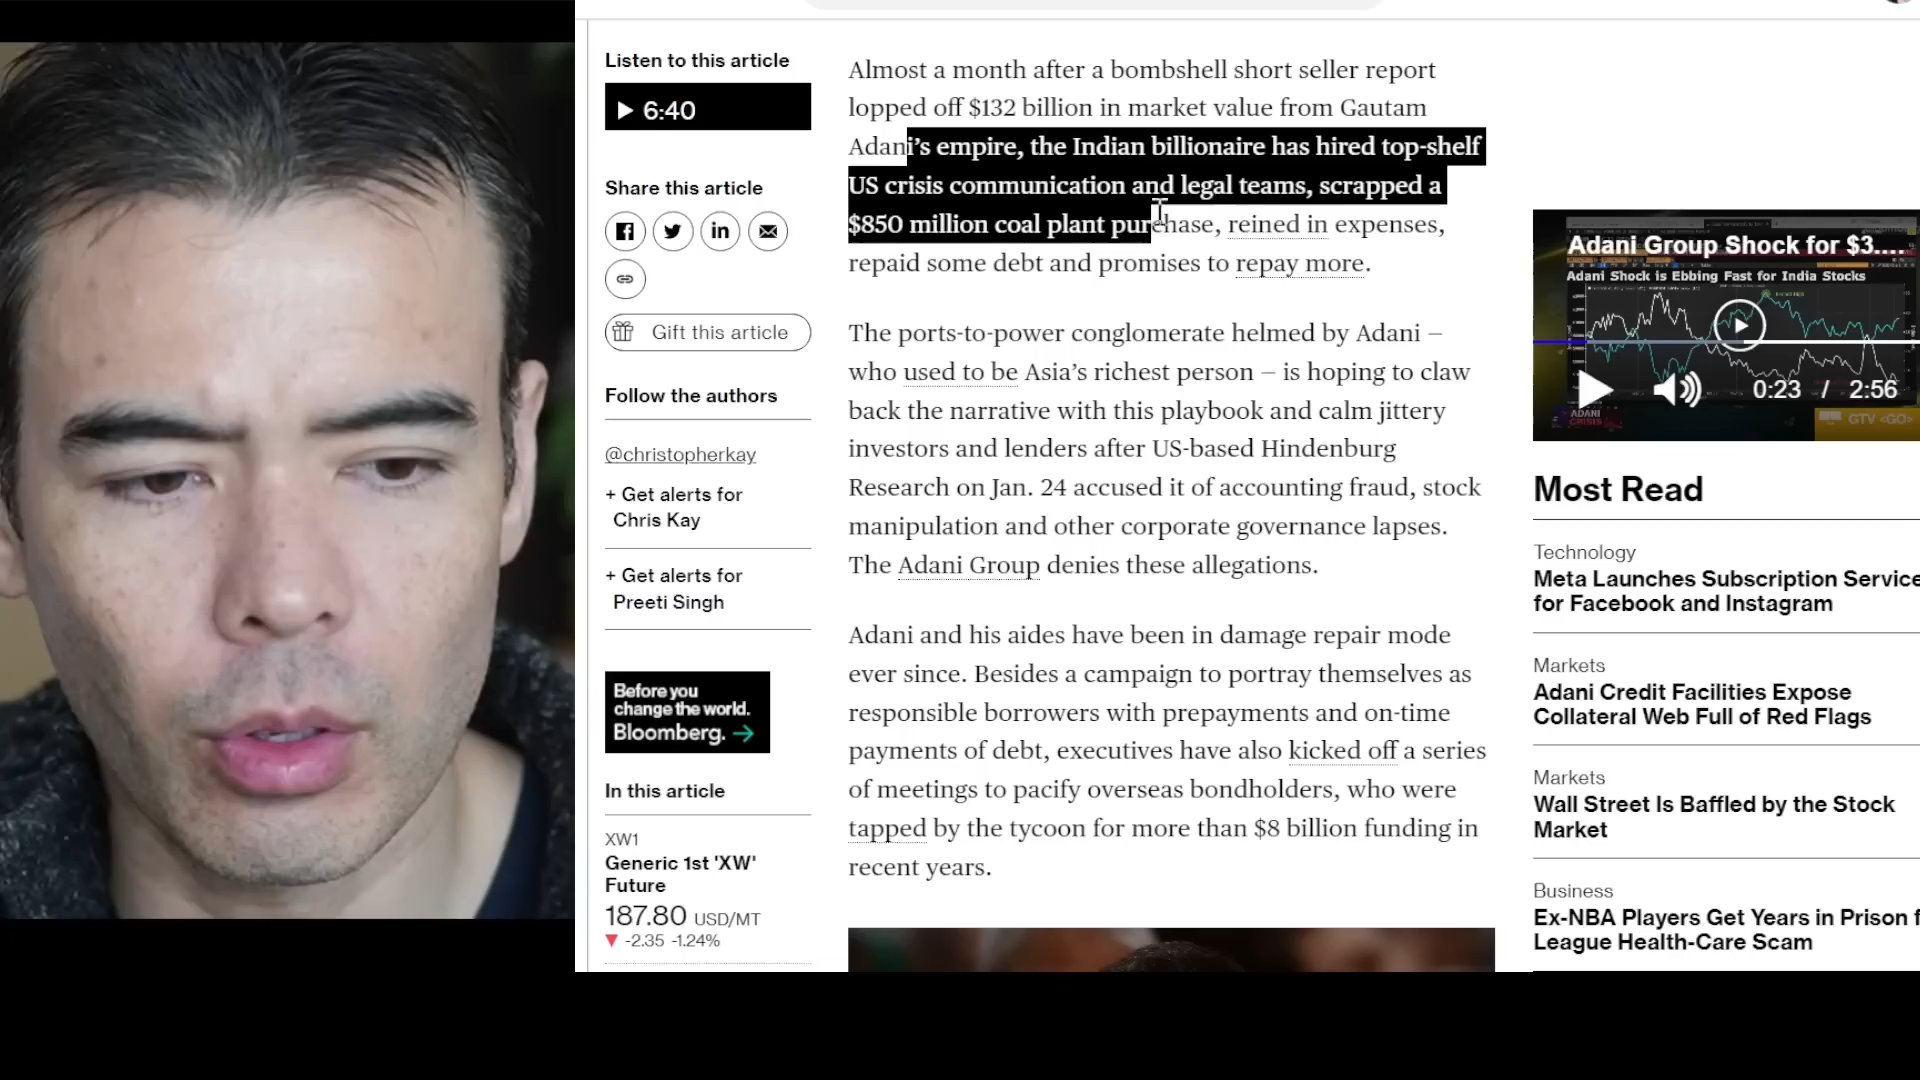 Listen to this article
6:40
Share this article
in
Gift this article
Follow the authors
@christopherkay
+ Get alerts for
Chris Kay
+ Get alerts for
Preeti Singh
Before you
change the world.
Bloomberg. →
In this article
XW1
Generic 1st 'XW'
Future
187.80 USD/MT
▼ -2.35 -1.24%
Almost a month after a bombshell short seller report
lopped off $132 billion in market value from Gautam
Adani’s empire, the Indian billionaire has hired top-shelf
US crisis communication and legal teams, scrapped a
$850 million coal plant purchase, reined in expenses,
repaid some debt and promises to repay more.
The ports-to-power conglomerate helmed by Adani –
who used to be Asia’s richest person – is hoping to claw
back the narrative with this playbook and calm jittery
investors and lenders after US-based Hindenburg
Research on Jan. 24 accused it of accounting fraud, stock
manipulation and other corporate governance lapses.
The Adani Group denies these allegations.
Adani and his aides have been in damage repair mode
ever since. Besides a campaign to portray themselves as
responsible borrowers with prepayments and on-time
payments of debt, executives have also kicked off a series
of meetings to pacify overseas bondholders, who were
tapped by the tycoon for more than $8 billion funding in
recent years.
Adani Group Shock for $3....
Adani Shock is Ebbing Fast for India Stocks
0:23 / 2:56
ADANI
CRISIS
GTV <GO>
Most Read
Technology
Meta Launches Subscription Service
for Facebook and Instagram
Markets
Adani Credit Facilities Expose
Collateral Web Full of Red Flags
Markets
Wall Street Is Baffled by the Stock
Market
Business
Ex-NBA Players Get Years in Prison f
League Health-Care Scam